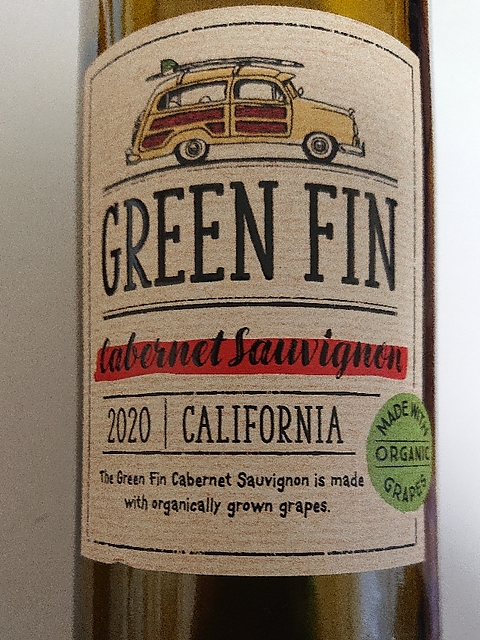 GREEN FIN
Cabernet Sauvignon
2020 | CALIFORNIA
The Green Fin Cabernet Sauvignon is made
with organically grown grapes.
MADE WITH
ORGANIC
GRAPES